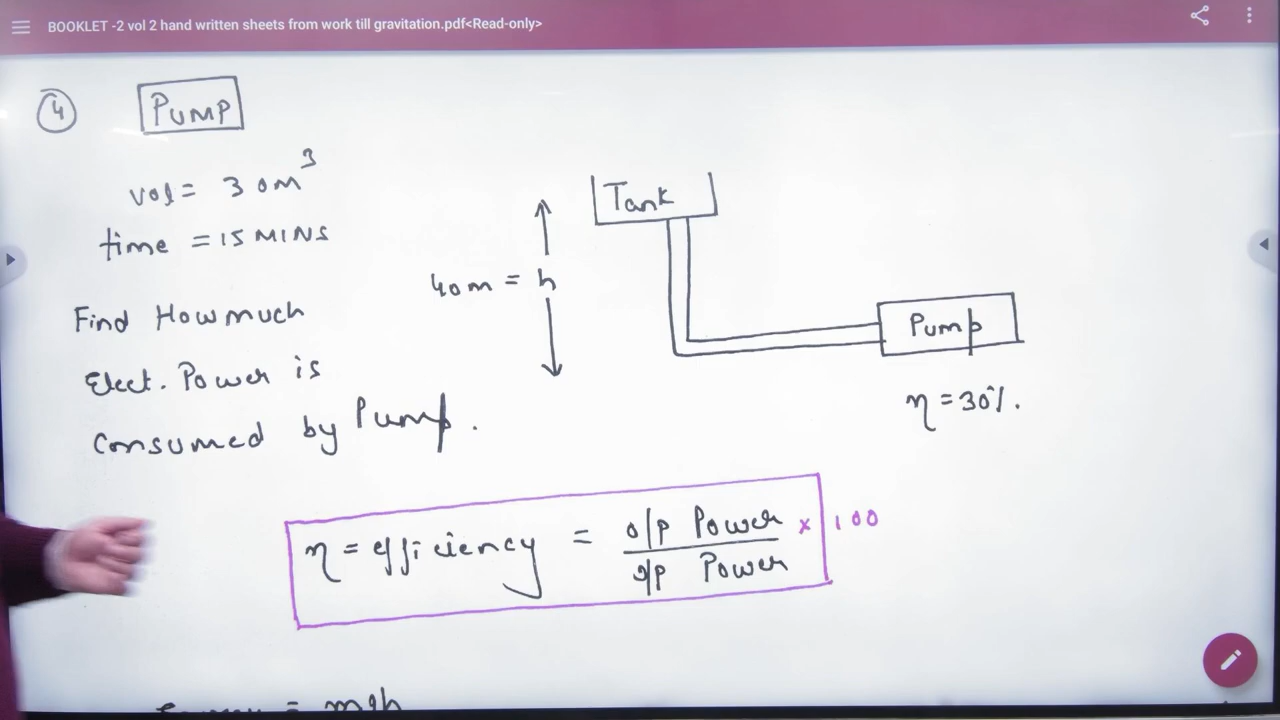 BOOKLET -2 vol 2 hand written sheets from work till gravitation.pdf<Read-only>
4 PUMP
vol = 30m³
time = 15 MINS
Find How much
Elect. Power is
Consumed by Pump.
Tank
40m = h
Pump
η = 30%.
η = efficiency = o/p Power / i/p Power × 100
= mgh